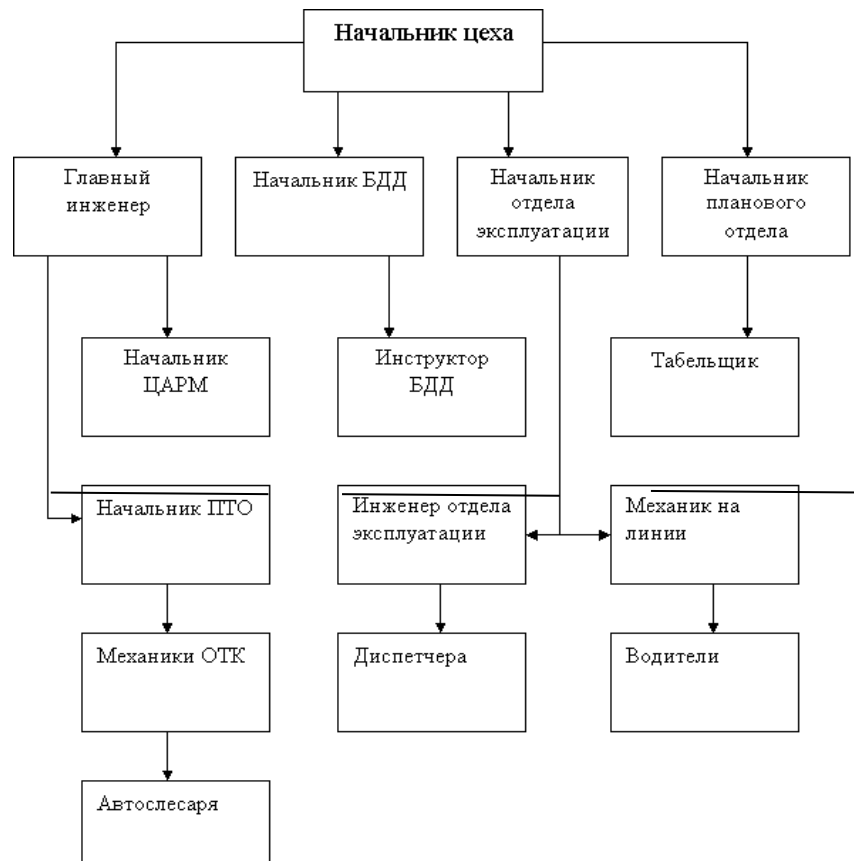 Начальник цеха
Главный
инженер
Начальник БДД
Начальник
отдела
эксплуатации
Начальник
планового
отдела
Начальник
ЦАРМ
Инструктор
БДД
Табельщик
Начальник ПТО
Инженер отдела
эксплуатации
Механик на
линии
Механики ОТК
Диспетчера
Водители
Автослесаря